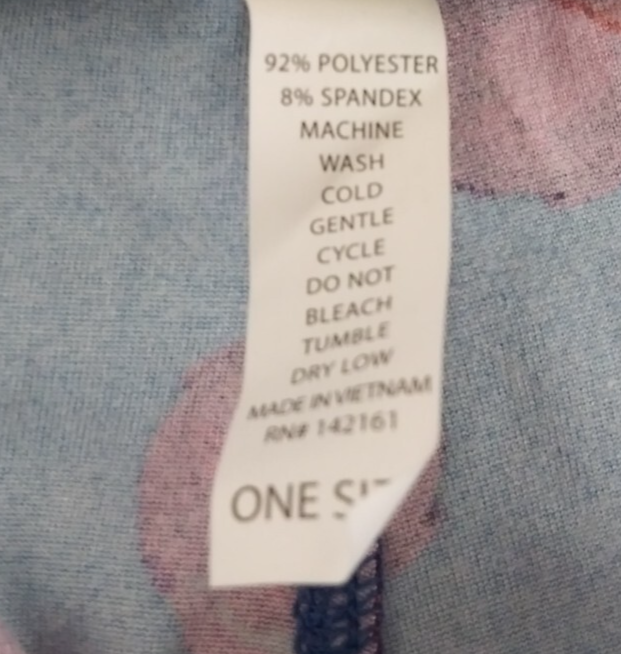 92% POLYESTER
8% SPANDEX
MACHINE
WASH
COLD
GENTLE
CYCLE
DO NOT
BLEACH
TUMBLE
DRY LOW
MADE IN VIETNAM
RN# 142161
ONE